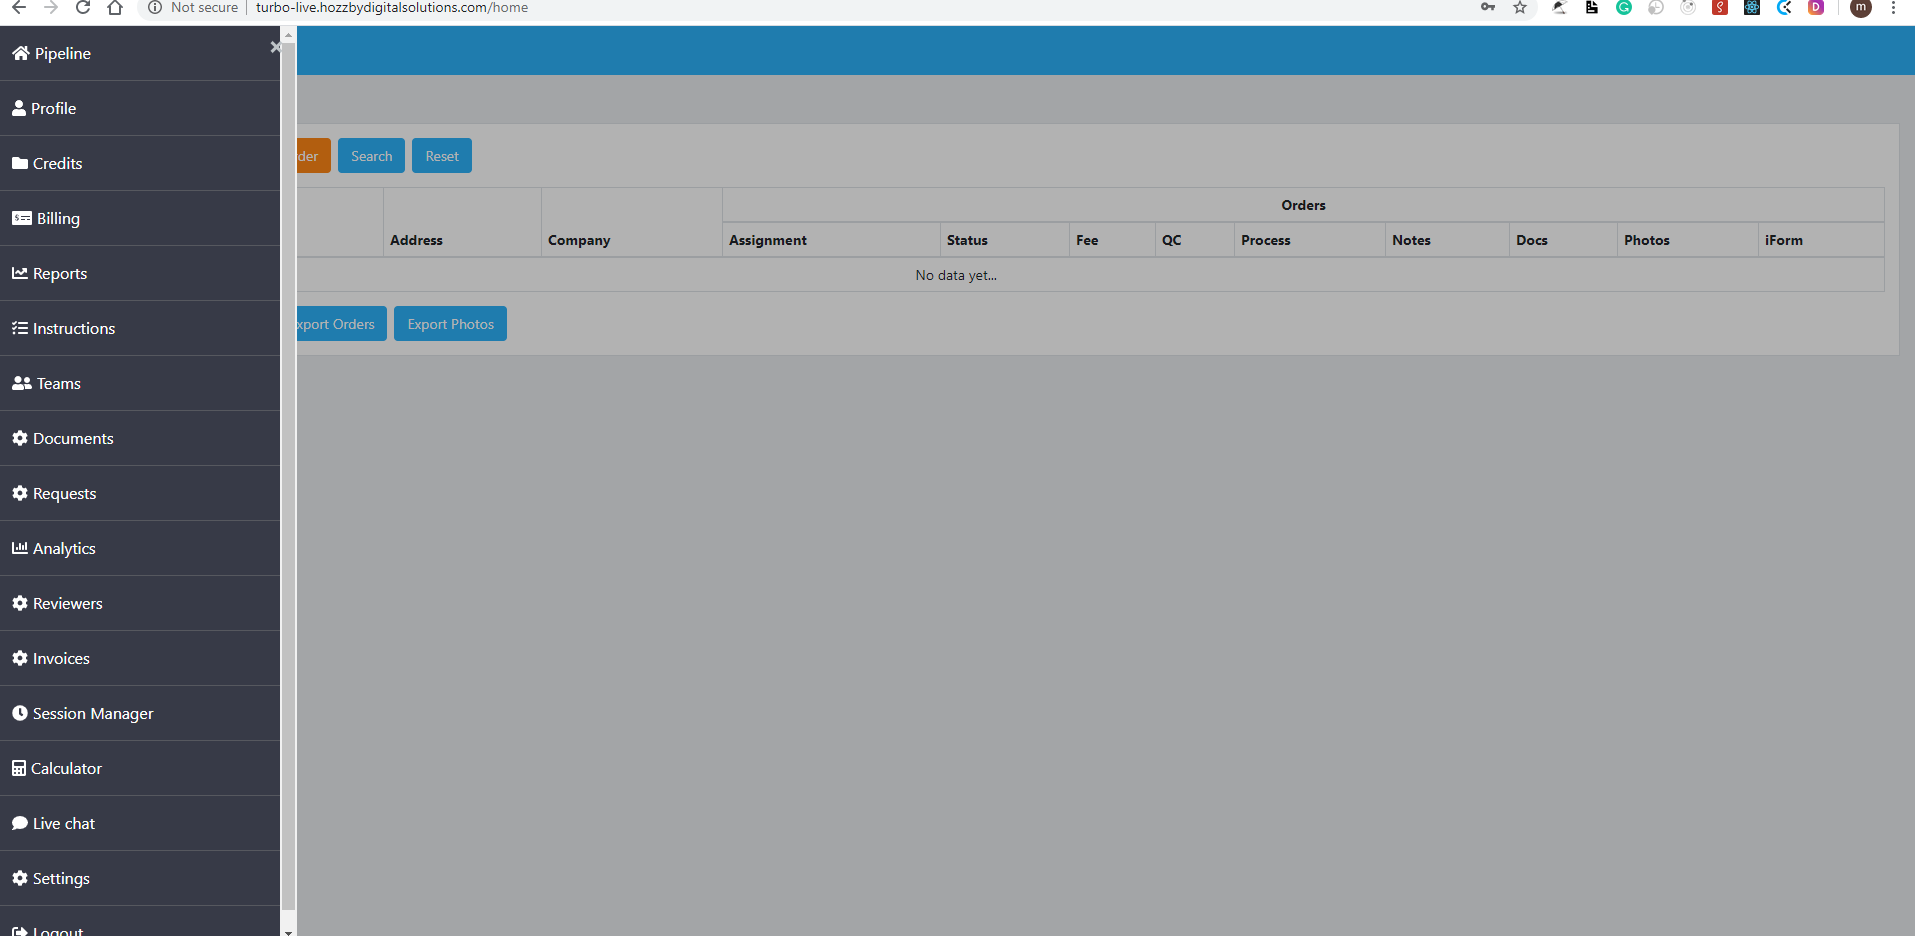 Not secure turbo-live.hozzbydigitalsolutions.com/home
m
Pipeline
Profile
Credits
Billing
Reports
Instructions
Teams
Documents
Requests
Analytics
Reviewers
Invoices
Session Manager
Calculator
Live chat
Settings
Logout
der Search Reset
Orders
Address Company Assignment Status Fee QC Process Notes Docs Photos iForm
No data yet...
xport Orders Export Photos